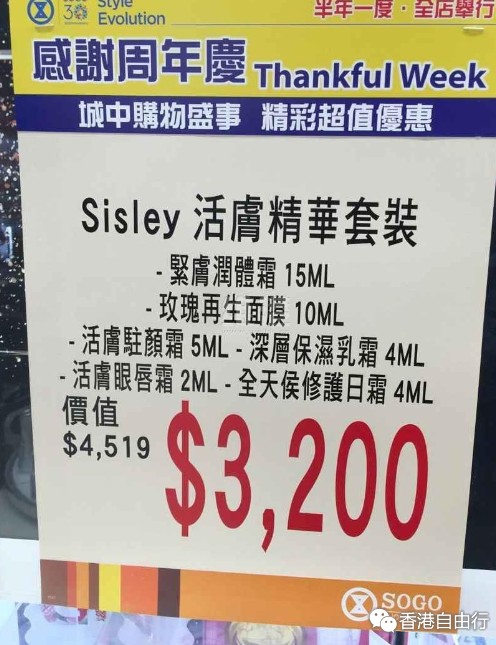 SOGO
30
Style
Evolution
半年一度·全店舉行
感謝周年慶 Thankful Week
城中購物盛事 精彩超值優惠
Sisley 活膚精華套裝
- 緊膚潤體霜 15ML
- 玫瑰再生面膜 10ML
- 活膚駐顏霜 5ML - 深層保濕乳霜 4ML
- 活膚眼唇霜 2ML - 全天侯修護日霜 4ML
價值
$4,519
$3,200
SOGO
香港自由行